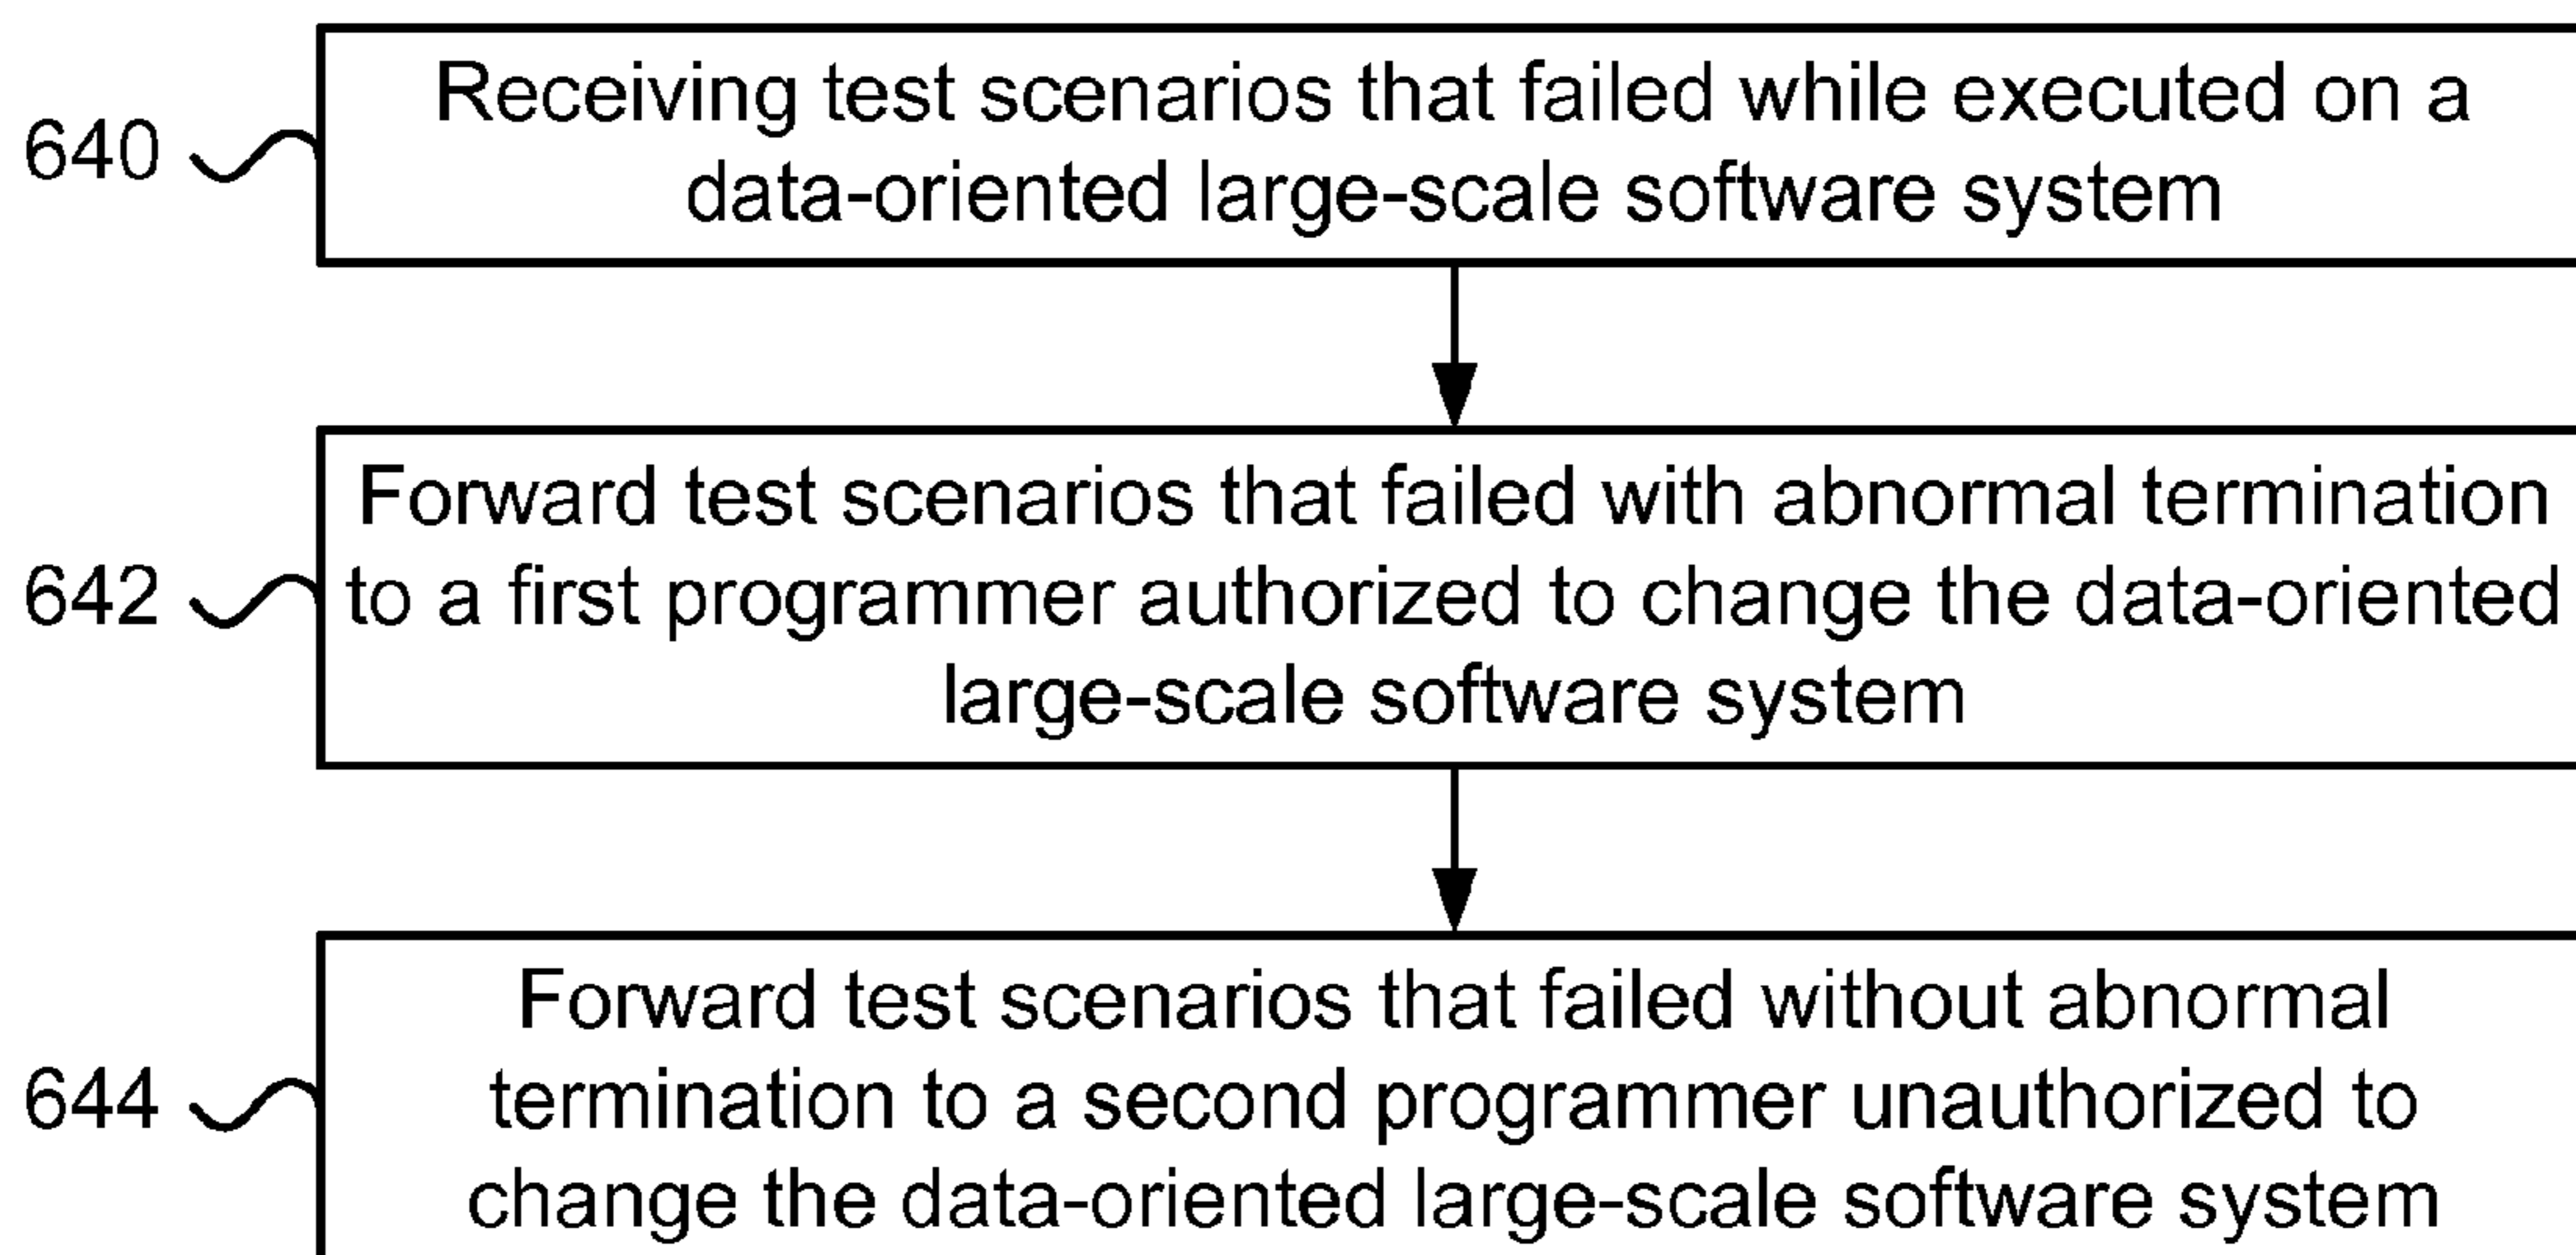 640
Receiving test scenarios that failed while executed on a
data-oriented large-scale software system
642
Forward test scenarios that failed with abnormal termination
to a first programmer authorized to change the data-oriented
large-scale software system
644
Forward test scenarios that failed without abnormal
termination to a second programmer unauthorized to
change the data-oriented large-scale software system